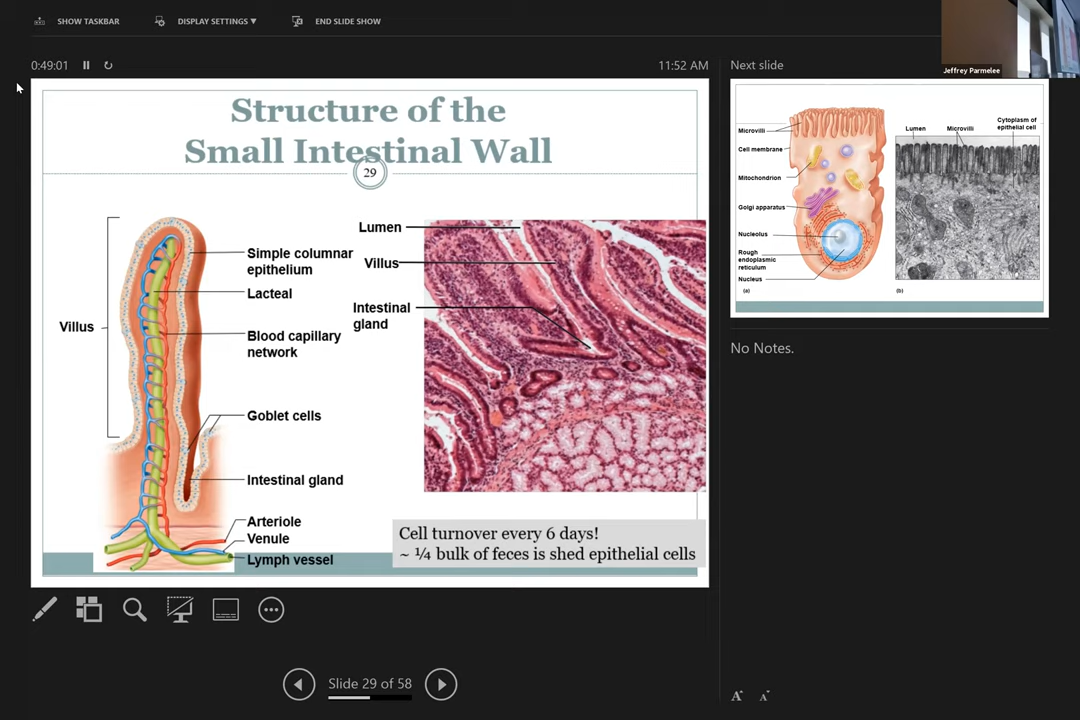 SHOW TASKBAR
DISPLAY SETTINGS ▼
END SLIDE SHOW
Jeffrey Parmelee
0:49:01
11:52 AM
Structure of the
Small Intestinal Wall
29
Villus
Simple columnar
epithelium
Lacteal
Blood capillary
network
Goblet cells
Intestinal gland
Arteriole
Venule
Lymph vessel
Lumen
Villus
Intestinal
gland
Cell turnover every 6 days!
~ ¼ bulk of feces is shed epithelial cells
Slide 29 of 58
Next slide
Microvilli
Cell membrane
Mitochondrion
Golgi apparatus
Nucleolus
Rough
endoplasmic
reticulum
Nucleus
(a)
Lumen
Microvilli
Cytoplasm of
epithelial cell
(b)
No Notes.
A
A